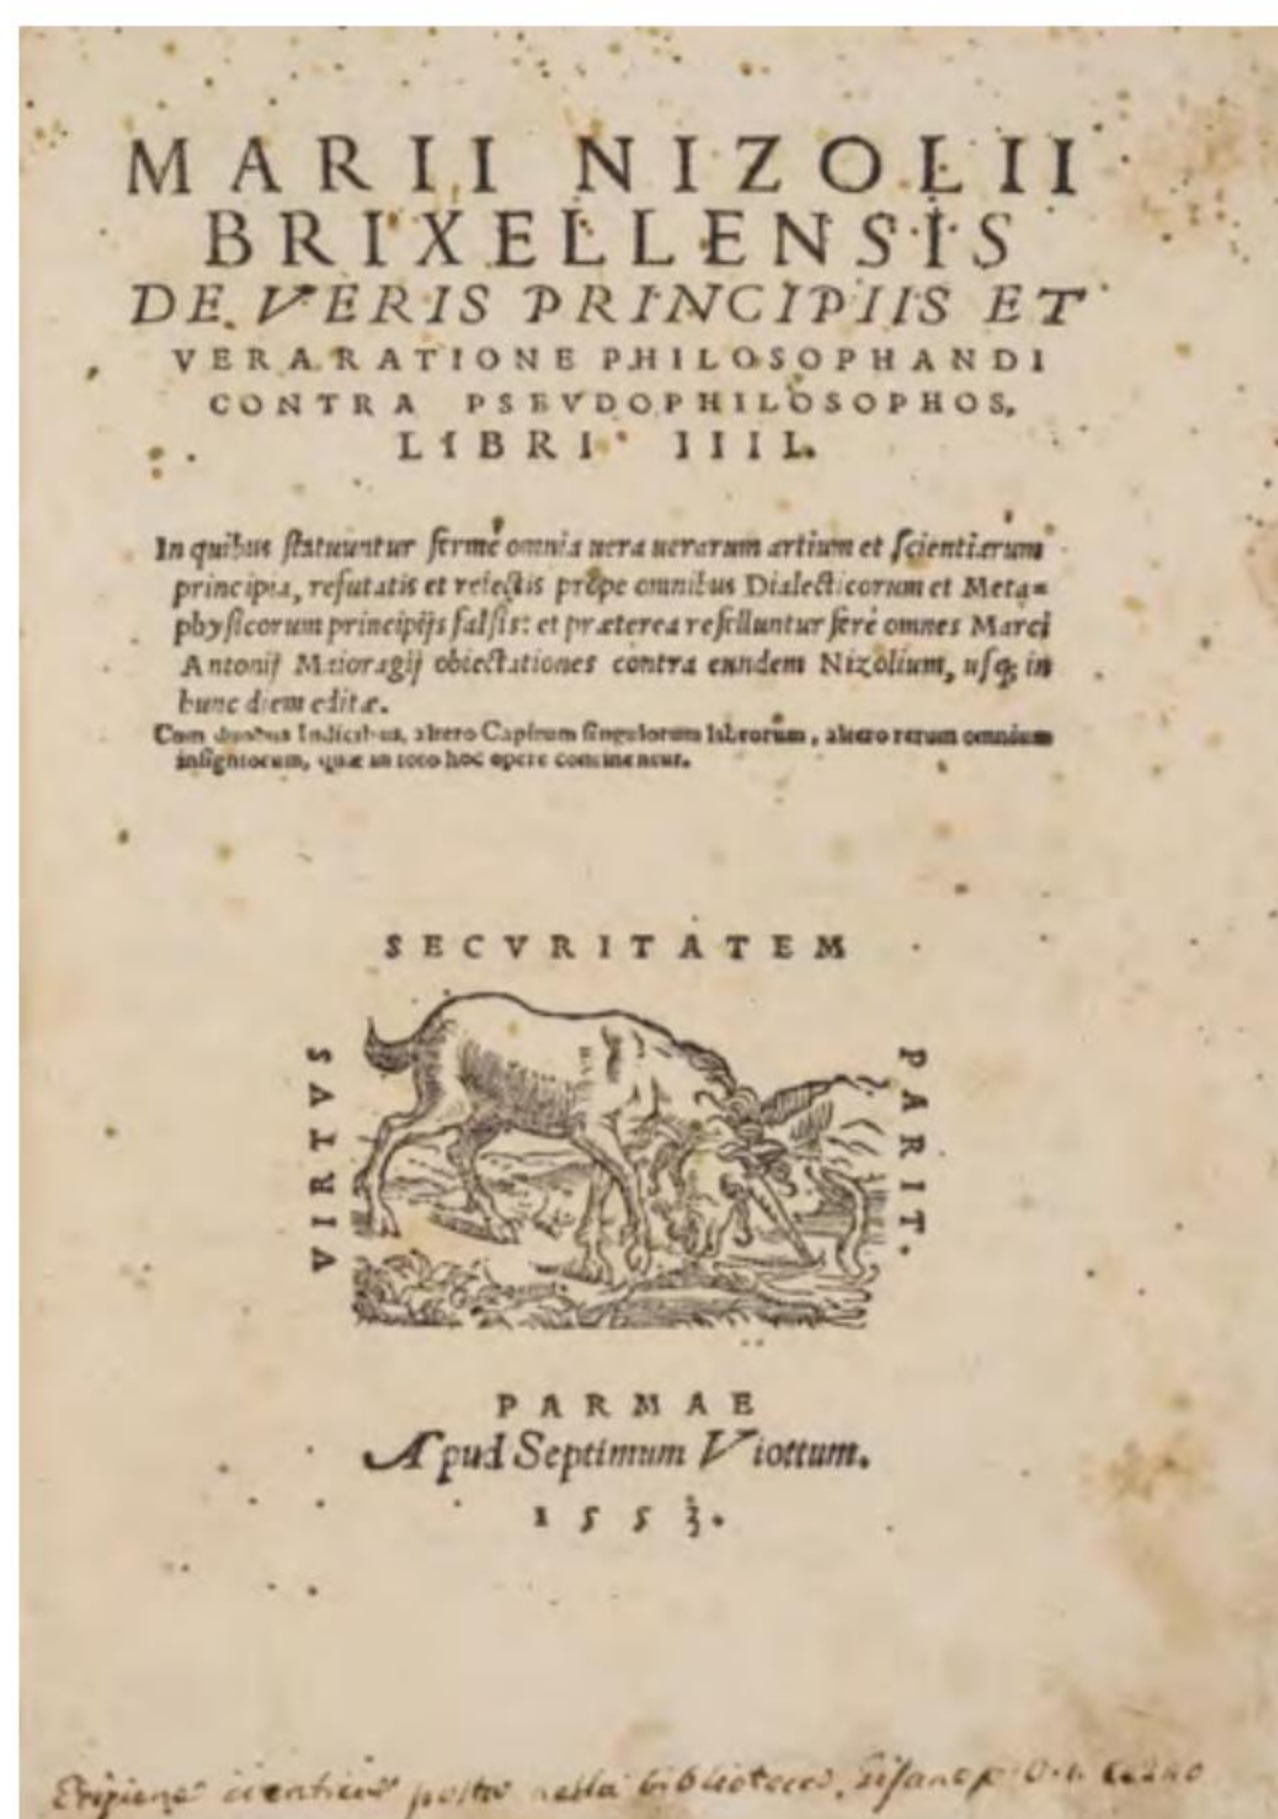 MARII NIZOLII
BRIXELLENSIS
DE VERIS PRINCIPIIS ET
VERA RATIONE PHILOSOPHANDI
CONTRA PSEVDOPHILOSOPHOS,
LIBRI IIII.
In quibus ſtatuuntur fermè omnia uera uerarum artium et ſcientiarum
principia, refutatis et reiectis prope omnibus Dialecticorum et Meta=
phyſicorum principijs falſis: et præterea refelluntur ferè omnes Marci
Antonij Maioragij obiectationes contra eundem Nizolium, uſq; in
hunc diem editæ.
Cum duobus Indicibus, altero Capitum ſingulorum librorum, altero rerum omnium
inſigniorum, quæ in toto hoc opere continentur.
SECVRITATEM
VIRTVS
PARIT.
PARMAE
Apud Septimum Viottum.
1553.
nella biblioteca